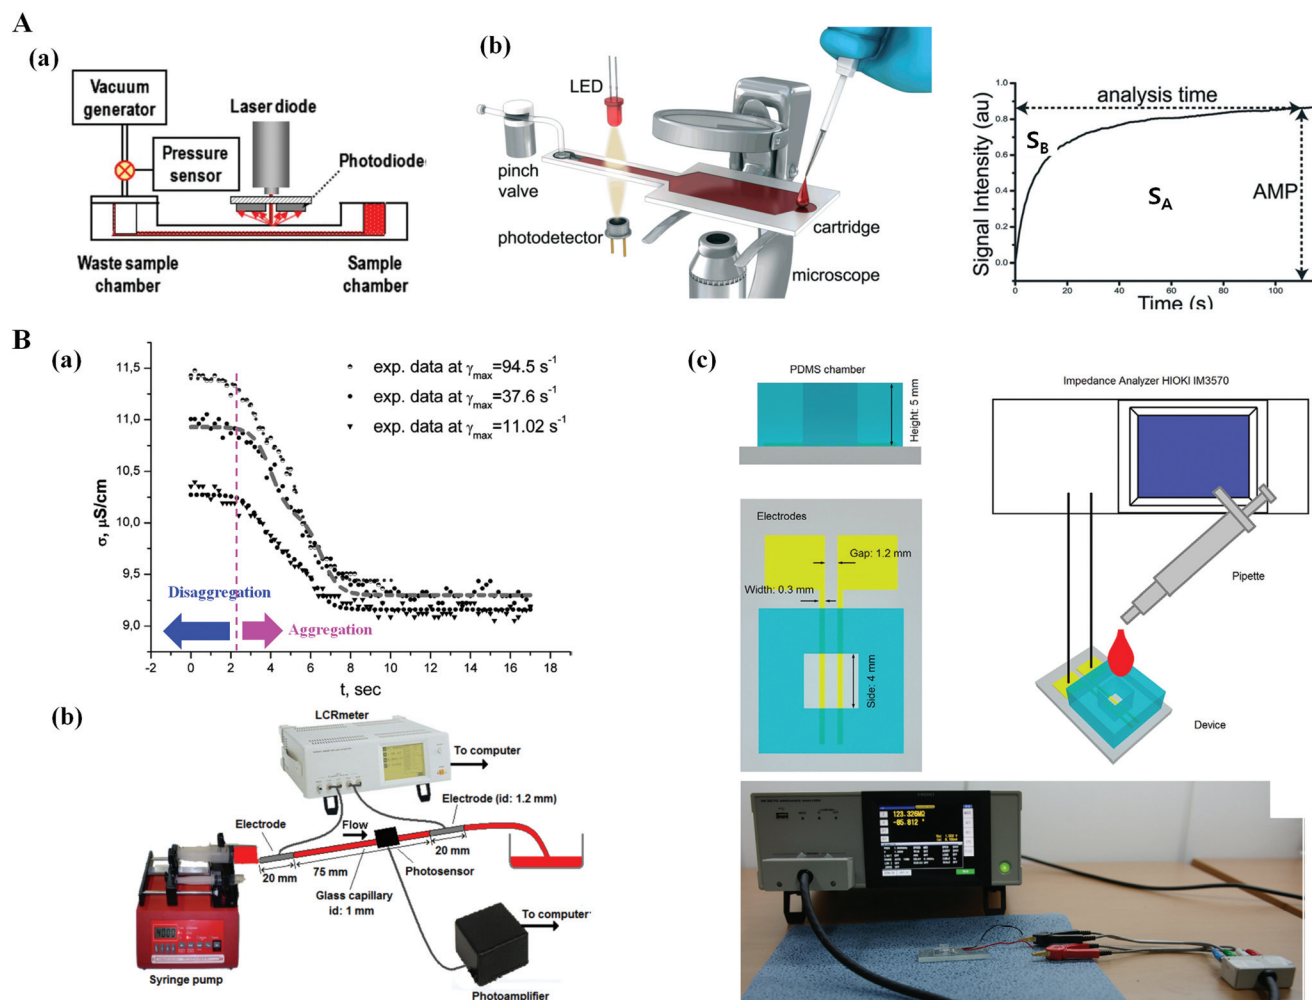 A
(a)
Vacuum
generator
Laser diode
Pressure
sensor
Photodiode
Waste sample
chamber
Sample
chamber
(b)
LED
pinch
valve
photodetector
cartridge
microscope
Signal Intensity (au)
1.0
0.8
0.6
0.4
0.2
0.0
analysis time
S_B
S_A
AMP
0 20 40 60 80 100
Time (s)
B
(a)
σ, μS/cm
11,5
11,0
10,5
10,0
9,5
9,0
exp. data at γmax=94.5 s⁻¹
exp. data at γmax=37.6 s⁻¹
exp. data at γmax=11.02 s⁻¹
Disaggregation
Aggregation
-2 0 2 4 6 8 10 12 14 16 18
t, sec
(b)
LCRmeter
To computer
Electrode (id: 1.2 mm)
Electrode
Flow
20 mm
75 mm
20 mm
Photosensor
Glass capillary
id: 1 mm
To computer
Syringe pump
Photoamplifier
(c)
PDMS chamber
Height: 5 mm
Electrodes
Gap: 1.2 mm
Width: 0.3 mm
Side: 4 mm
Impedance Analyzer HIOKI IM3570
Pipette
Device
123.326MΩ
-85.812 °